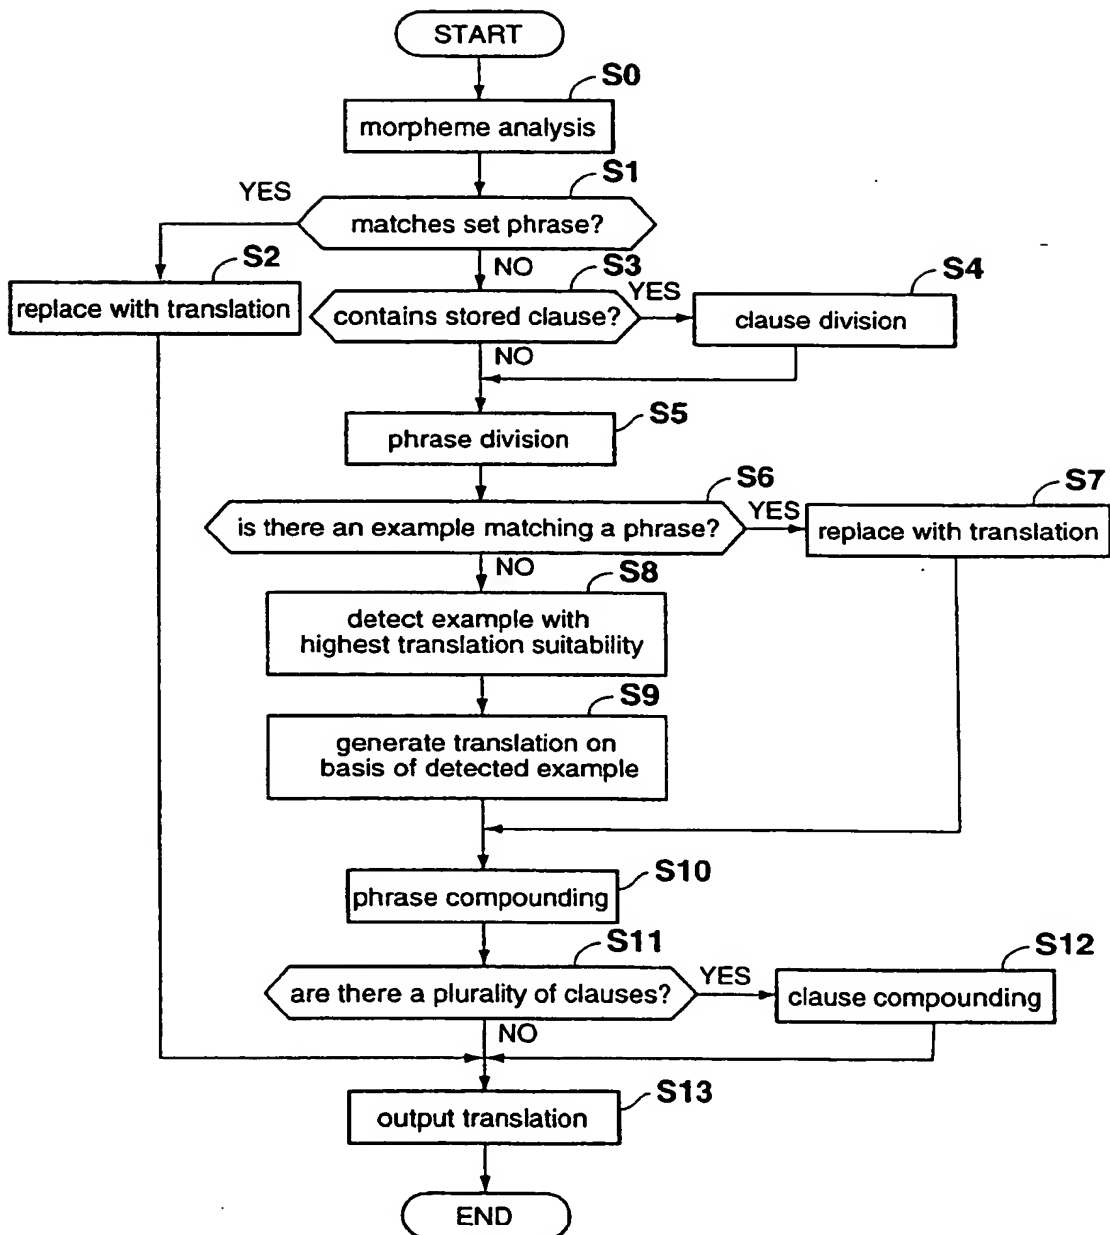 START
S0
morpheme analysis
S1
YES
matches set phrase?
S2
NO
S3
YES
S4
replace with translation
contains stored clause?
clause division
NO
S5
phrase division
S6
YES
S7
is there an example matching a phrase?
replace with translation
NO
S8
detect example with
highest translation suitability
S9
generate translation on
basis of detected example
S10
phrase compounding
S11
YES
S12
are there a plurality of clauses?
clause compounding
NO
S13
output translation
END